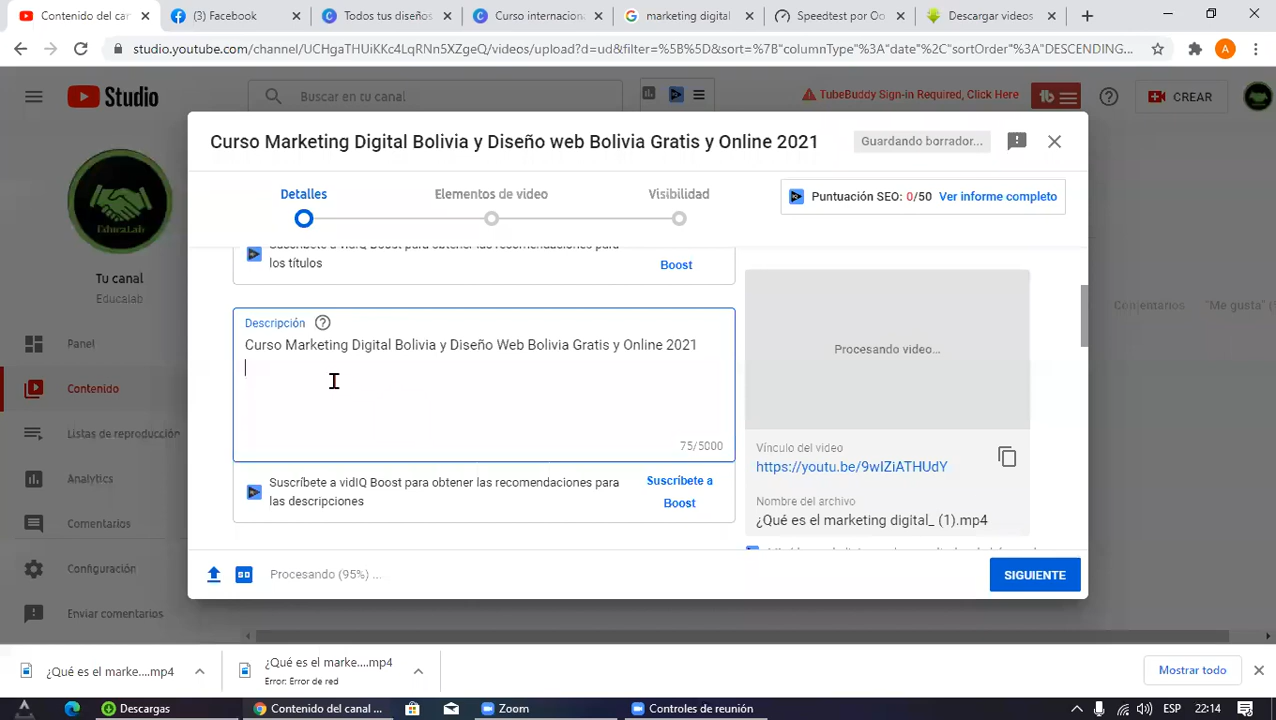 Contenido del ca
(3) Facebook
Todos tus diseños
Curso internacion
marketing digital
Speedtest por Oo
Descargar videos
studio.youtube.com/channel/UCHgaTHUiKKc4LqRNn5XZgeQ/videos/upload?d=ud&filter=%5B%5D&sort=%7B"columnType"%3A"date"%2C"sortOrder"%3A"DESCENDING...
A
Studio
Buscar en tu canal
TubeBuddy Sign-in Required, Click Here
tb
CREAR
Curso Marketing Digital Bolivia y Diseño web Bolivia Gratis y Online 2021
Guardando borrador...
Detalles
Elementos de video
Visibilidad
Puntuación SEO: 0/50
Ver informe completo
EducaLab
Tu canal
Educalab
Panel
Contenido
Listas de reproducción
Analytics
Comentarios
Configuración
Enviar comentarios
Suscríbete a vidIQ Boost para obtener las recomendaciones para
los títulos
Boost
Descripción
Curso Marketing Digital Bolivia y Diseño Web Bolivia Gratis y Online 2021
75/5000
Suscríbete a vidIQ Boost para obtener las recomendaciones para
las descripciones
Suscríbete a
Boost
Procesando video...
Vínculo del video
https://youtu.be/9wIZiATHUdY
Nombre del archivo
¿Qué es el marketing digital_ (1).mp4
Comentarios
"Me gusta" (
SD
Procesando (95%) ...
SIGUIENTE
¿Qué es el marke....mp4
¿Qué es el marke....mp4
Error: Error de red
Mostrar todo
Descargas
Contenido del canal ...
Zoom
Controles de reunión
ESP
22:14